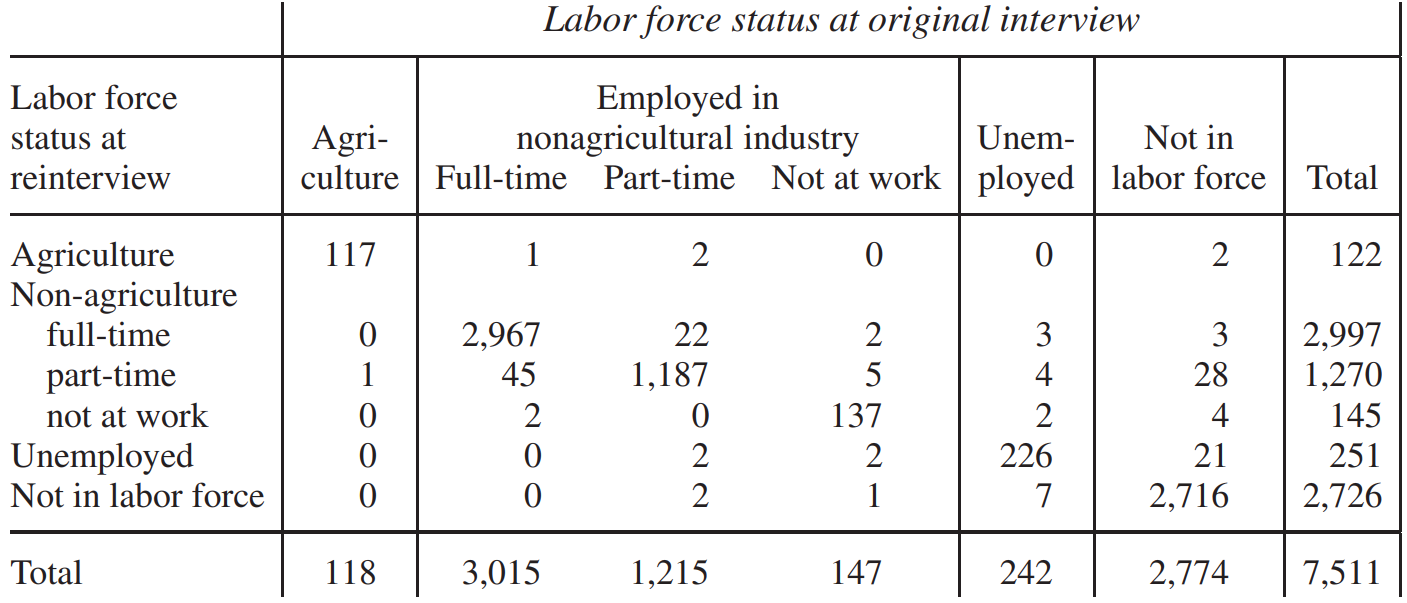 Labor force status at original interview
Labor force Employed in
status at Agri- nonagricultural industry Unem- Not in
reinterview culture Full-time Part-time Not at work ployed labor force Total
Agriculture 117 1 2 0 0 2 122
Non-agriculture
full-time 0 2,967 22 2 3 3 2,997
part-time 1 45 1,187 5 4 28 1,270
not at work 0 2 0 137 2 4 145
Unemployed 0 0 2 2 226 21 251
Not in labor force 0 0 2 1 7 2,716 2,726
Total 118 3,015 1,215 147 242 2,774 7,511